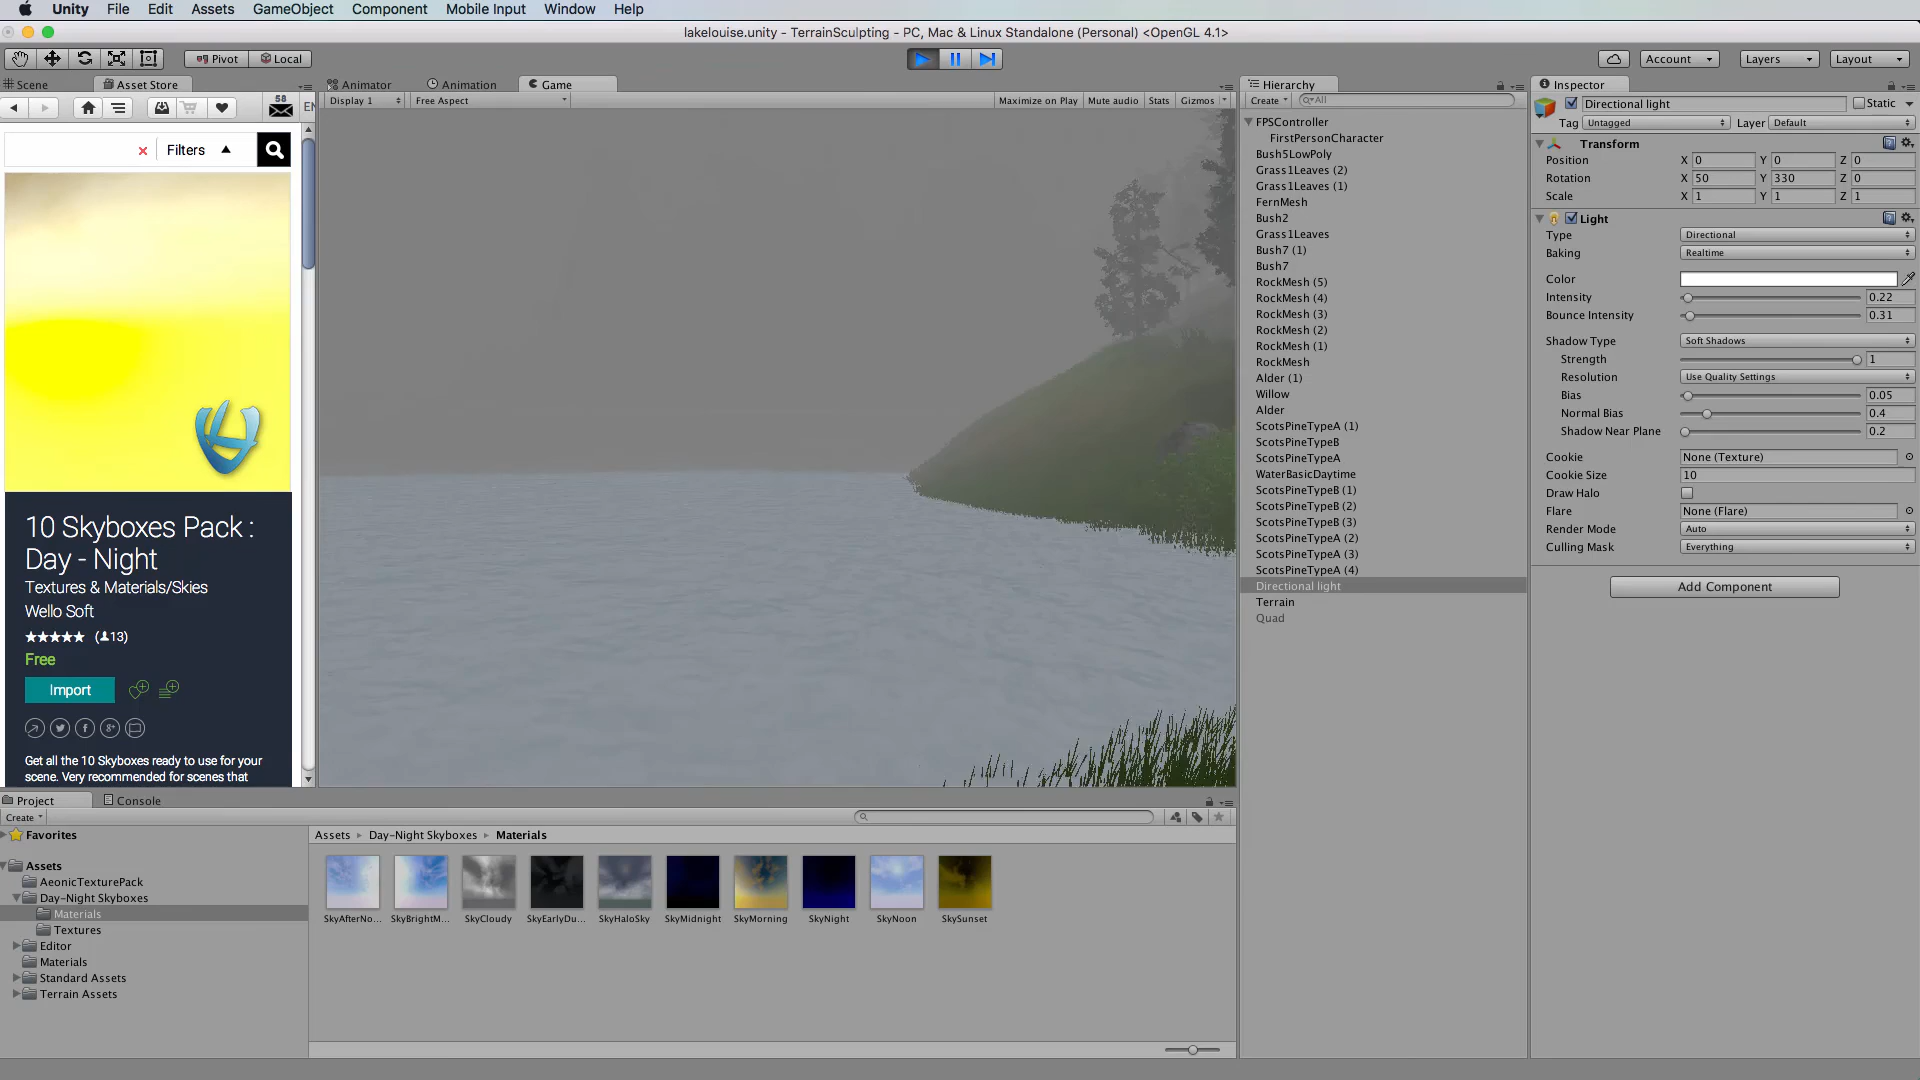 Unity File Edit Assets GameObject Component Mobile Input Window Help
lakelouise.unity - TerrainSculpting - PC, Mac & Linux Standalone (Personal) <OpenGL 4.1>
Pivot Local Account Layers Layout
Scene Asset Store Animator Animation Game Hierarchy Inspector
58 EN
Display 1 Free Aspect Maximize on Play Mute audio Stats Gizmos
Create All
Filters
10 Skyboxes Pack :
Day - Night
Textures & Materials/Skies
Wello Soft
★★★★★ (13)
Free
Import
Get all the 10 Skyboxes ready to use for your
scene. Very recommended for scenes that
FPSController
FirstPersonCharacter
Bush5LowPoly
Grass1Leaves (2)
Grass1Leaves (1)
FernMesh
Bush2
Grass1Leaves
Bush7 (1)
Bush7
RockMesh (5)
RockMesh (4)
RockMesh (3)
RockMesh (2)
RockMesh (1)
RockMesh
Alder (1)
Willow
Alder
ScotsPineTypeA (1)
ScotsPineTypeB
ScotsPineTypeA
WaterBasicDaytime
ScotsPineTypeB (1)
ScotsPineTypeB (2)
ScotsPineTypeB (3)
ScotsPineTypeA (2)
ScotsPineTypeA (3)
ScotsPineTypeA (4)
Directional light
Terrain
Quad
Directional light Static
Tag Untagged Layer Default
Transform
Position X 0 Y 0 Z 0
Rotation X 50 Y 330 Z 0
Scale X 1 Y 1 Z 1
Light
Type Directional
Baking Realtime
Color
Intensity 0.22
Bounce Intensity 0.31
Shadow Type Soft Shadows
Strength 1
Resolution Use Quality Settings
Bias 0.05
Normal Bias 0.4
Shadow Near Plane 0.2
Cookie None (Texture)
Cookie Size 10
Draw Halo
Flare None (Flare)
Render Mode Auto
Culling Mask Everything
Add Component
Project Console
Create
Favorites
Assets
AeonicTexturePack
Day-Night Skyboxes
Materials
Textures
Editor
Materials
Standard Assets
Terrain Assets
Assets Day-Night Skyboxes Materials
SkyAfterNo... SkyBrightM... SkyCloudy SkyEarlyDu... SkyHaloSky SkyMidnight SkyMorning SkyNight SkyNoon SkySunset